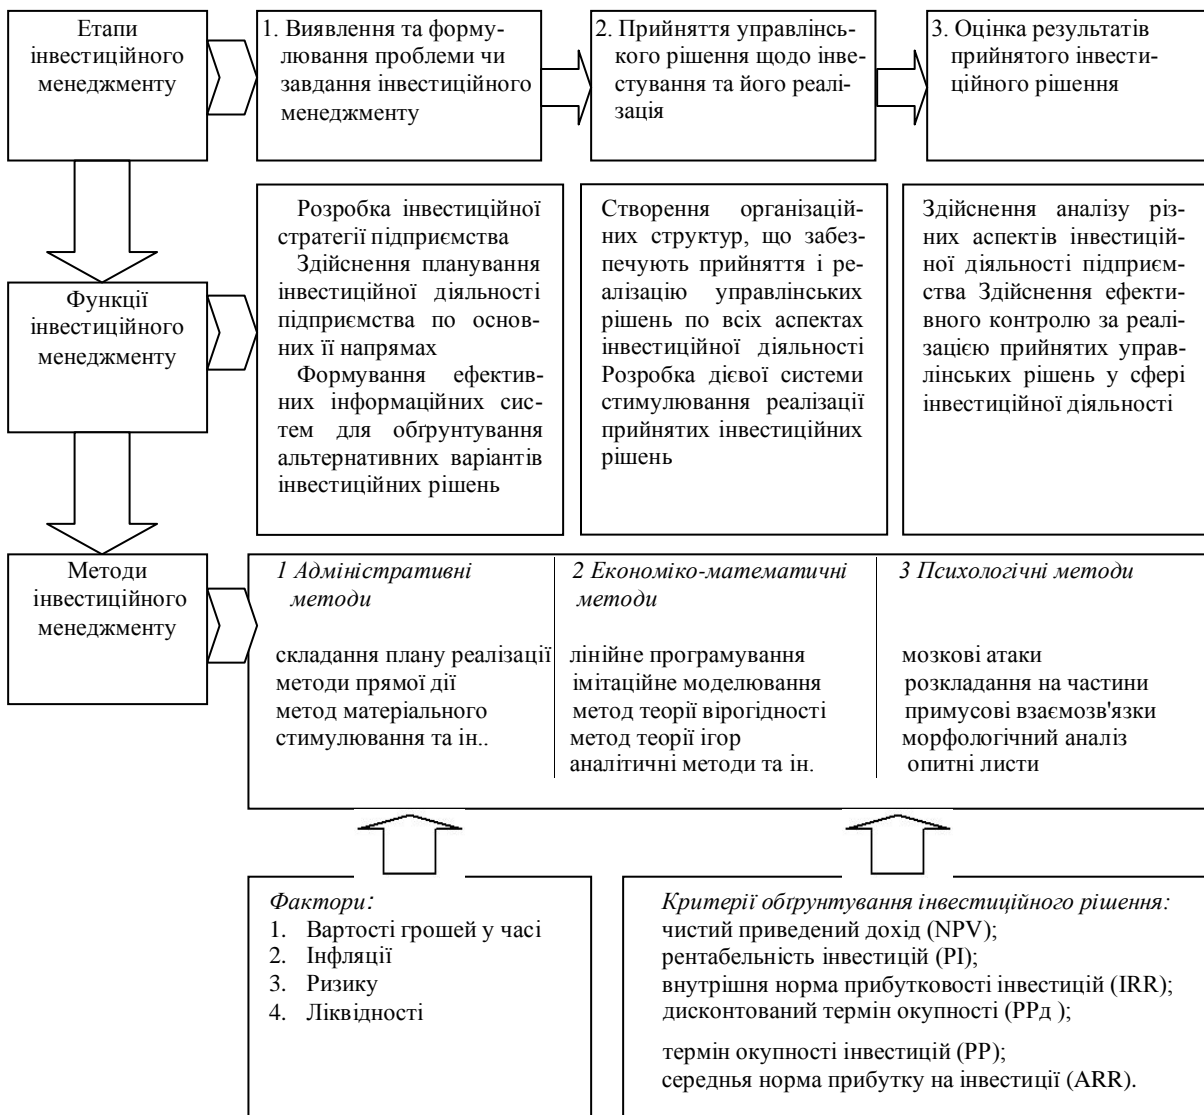 Етапи
інвестиційного
менеджменту
1. Виявлення та форму-
лювання проблеми чи
завдання інвестиційного
менеджменту
2. Прийняття управлінсь-
кого рішення щодо інве-
стування та його реалі-
зація
3. Оцінка результатів
прийнятого інвести-
ційного рішення
Функції
інвестиційного
менеджменту
Розробка інвестиційної
стратегії підприємства
Здійснення планування
інвестиційної діяльності
підприємства по основ-
них її напрямах
Формування ефектив-
них інформаційних сис-
тем для обґрунтування
альтернативних варіантів
інвестиційних рішень
Створення організацій-
них структур, що забез-
печують прийняття і ре-
алізацію управлінських
рішень по всіх аспектах
інвестиційної діяльності
Розробка дієвої системи
стимулювання реалізації
прийнятих інвестиційних
рішень
Здійснення аналізу різ-
них аспектів інвестицій-
ної діяльності підприєм-
ства Здійснення ефекти-
вного контролю за реалі-
зацією прийнятих управ-
лінських рішень у сфері
інвестиційної діяльності
Методи
інвестиційного
менеджменту
1 Адміністративні
методи
складання плану реалізації
методи прямої дії
метод матеріального
стимулювання та ін..
2 Економіко-математичні
методи
лінійне програмування
імітаційне моделювання
метод теорії вірогідності
метод теорії ігор
аналітичні методи та ін.
3 Психологічні методи
мозкові атаки
розкладання на частини
примусові взаємозв'язки
морфологічний аналіз
опитні листи
Фактори:
1. Вартості грошей у часі
2. Інфляції
3. Ризику
4. Ліквідності
Критерії обґрунтування інвестиційного рішення:
чистий приведений дохід (NPV);
рентабельність інвестицій (PI);
внутрішня норма прибутковості інвестицій (IRR);
дисконтований термін окупності (PPд );
термін окупності інвестицій (PP);
середнья норма прибутку на інвестиції (ARR).